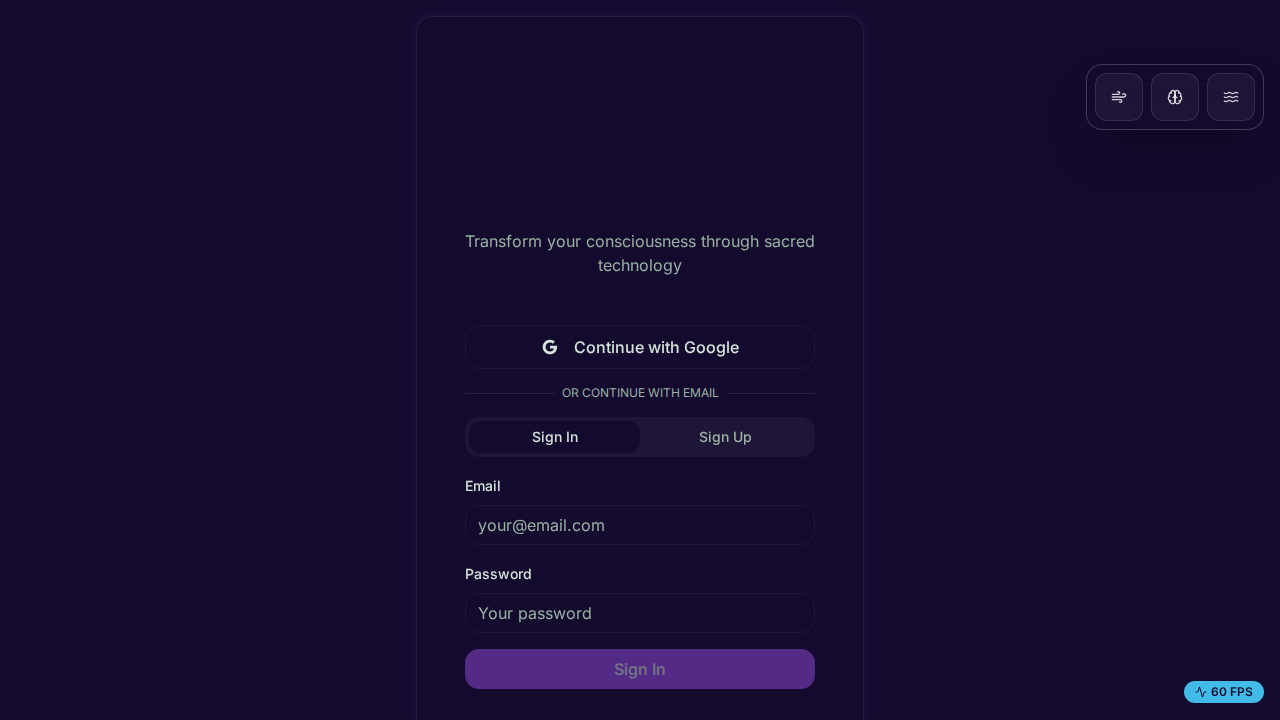 Transform your consciousness through sacred
technology
Continue with Google
OR CONTINUE WITH EMAIL
Sign In
Sign Up
Email
your@email.com
Password
Your password
Sign In
60 FPS